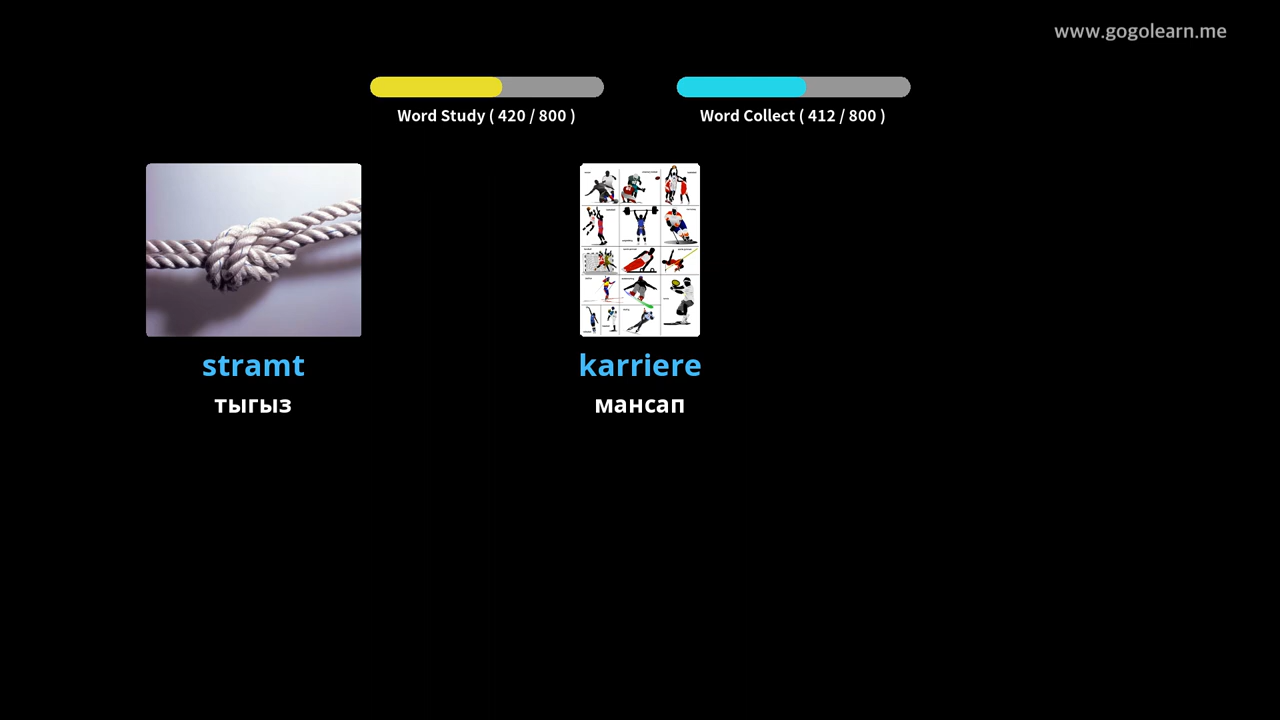 www.gogolearn.me
Word Study ( 420 / 800 )
Word Collect ( 412 / 800 )
stramt
karriere
тыгыз
мансап